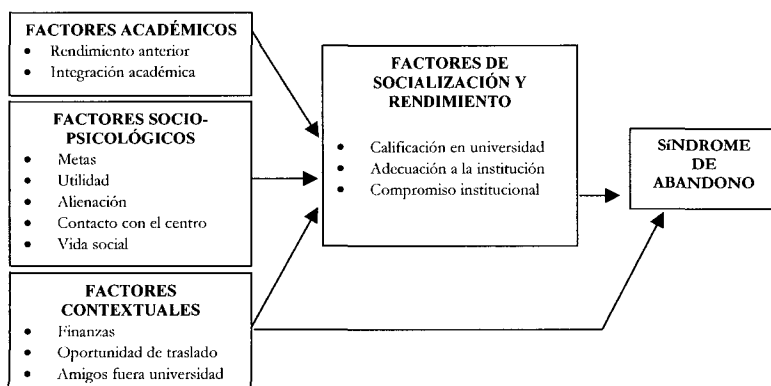 FACTORES ACADÉMICOS
• Rendimiento anterior
• Integración académica
FACTORES SOCIO-
PSICOLÓGICOS
• Metas
• Utilidad
• Alienación
• Contacto con el centro
• Vida social
FACTORES
CONTEXTUALES
• Finanzas
• Oportunidad de traslado
• Amigos fuera universidad
FACTORES DE
SOCIALIZACIÓN Y
RENDIMIENTO
• Calificación en universidad
• Adecuación a la institución
• Compromiso institucional
SíNDROME
DE
ABANDONO